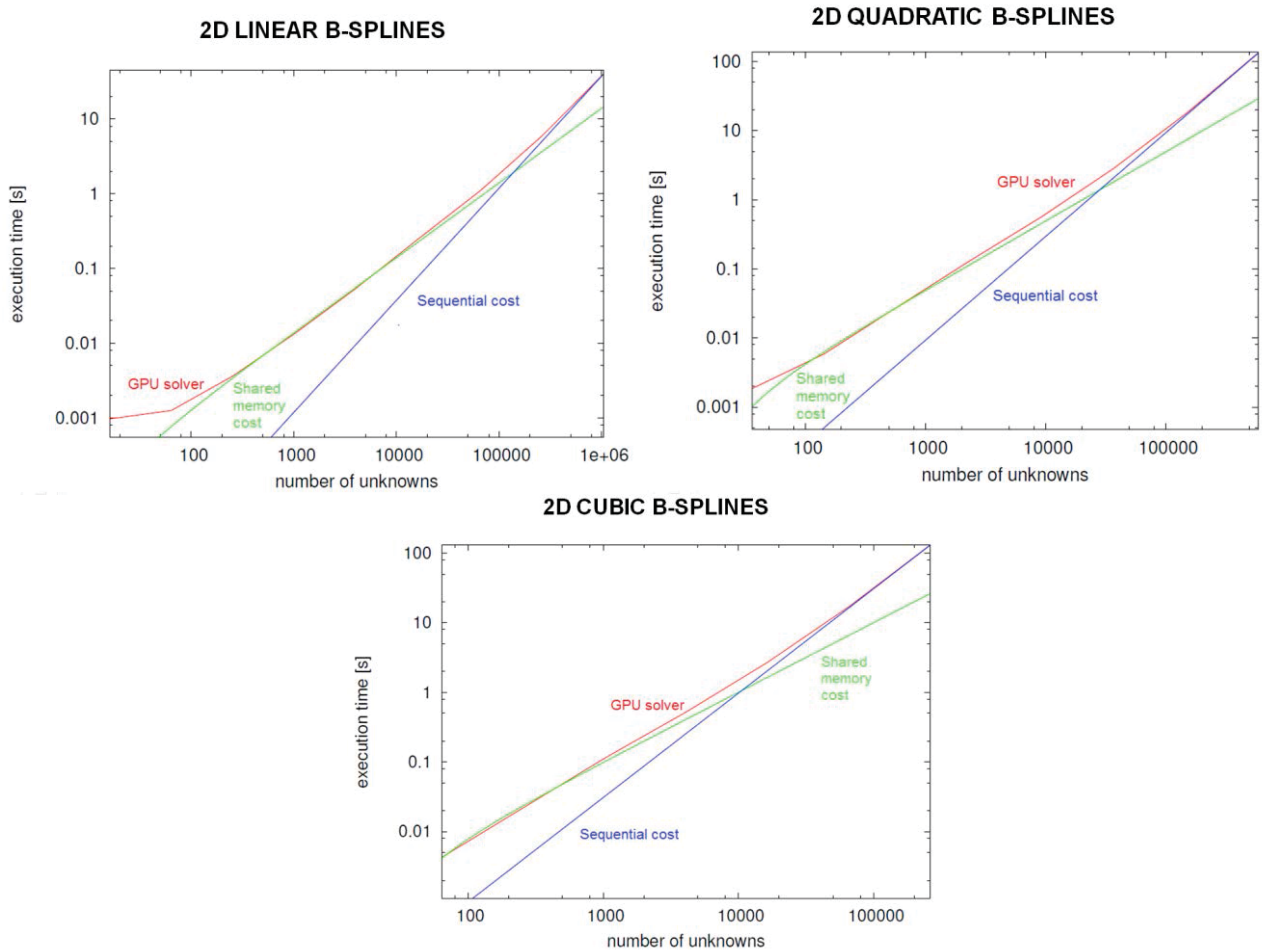 2D LINEAR B-SPLINES
execution time [s]
10
1
0.1
0.01
0.001
GPU solver
Shared
memory
cost
Sequential cost
100 1000 10000 100000 1e+06
number of unknowns
2D QUADRATIC B-SPLINES
execution time [s]
100
10
1
0.1
0.01
0.001
GPU solver
Sequential cost
Shared
memory
cost
100 1000 10000 100000
number of unknowns
2D CUBIC B-SPLINES
execution time [s]
100
10
1
0.1
0.01
GPU solver
Shared
memory
cost
Sequential cost
100 1000 10000 100000
number of unknowns